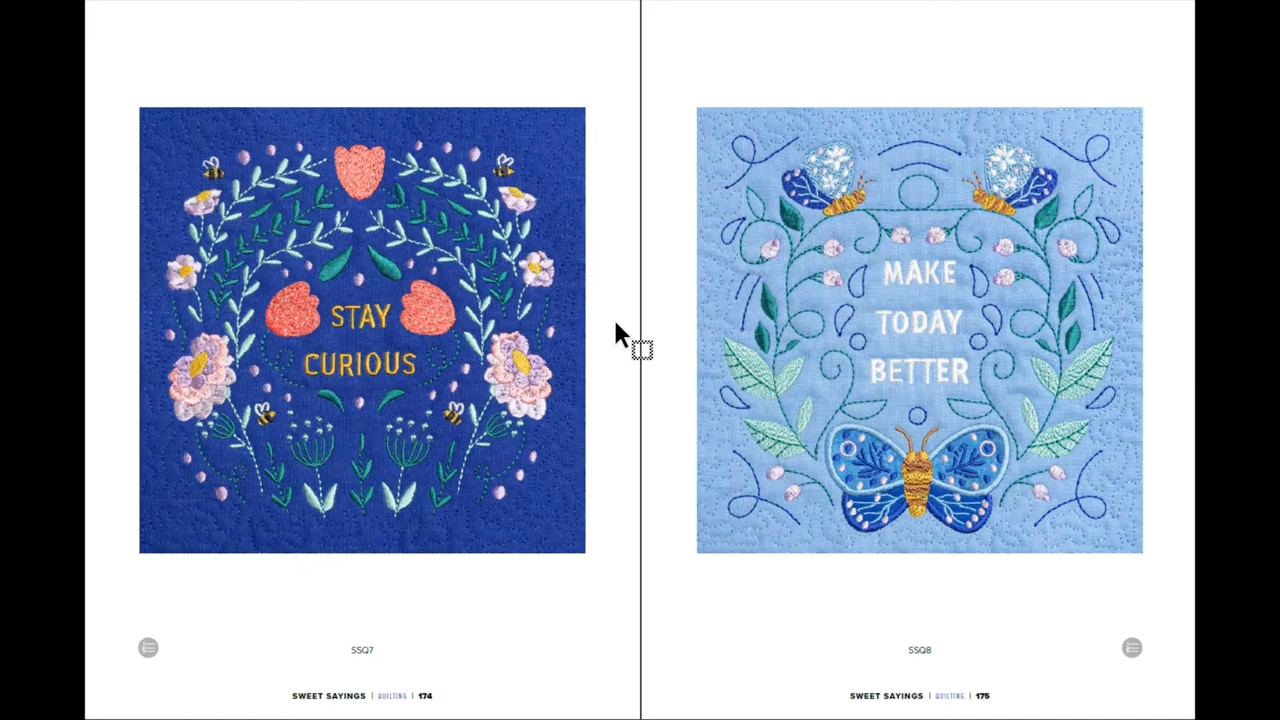 STAY
CURIOUS
SSQ7
SWEET SAYINGS | QUILTING | 174
MAKE
TODAY
BETTER
SSQ8
SWEET SAYINGS | QUILTING | 175